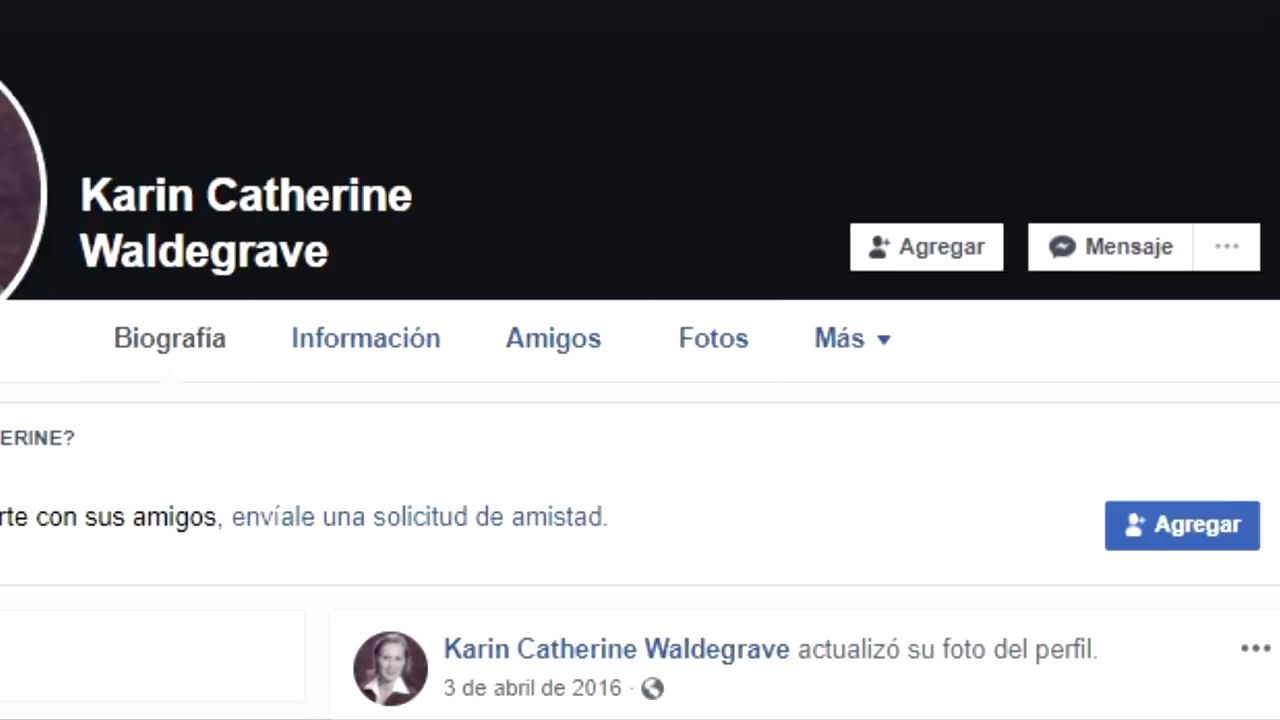 Karin Catherine
Waldegrave
Agregar
Mensaje
Biografía
Información
Amigos
Fotos
Más
ERINE?
rte con sus amigos, envíale una solicitud de amistad.
Agregar
Karin Catherine Waldegrave actualizó su foto del perfil.
3 de abril de 2016 ·